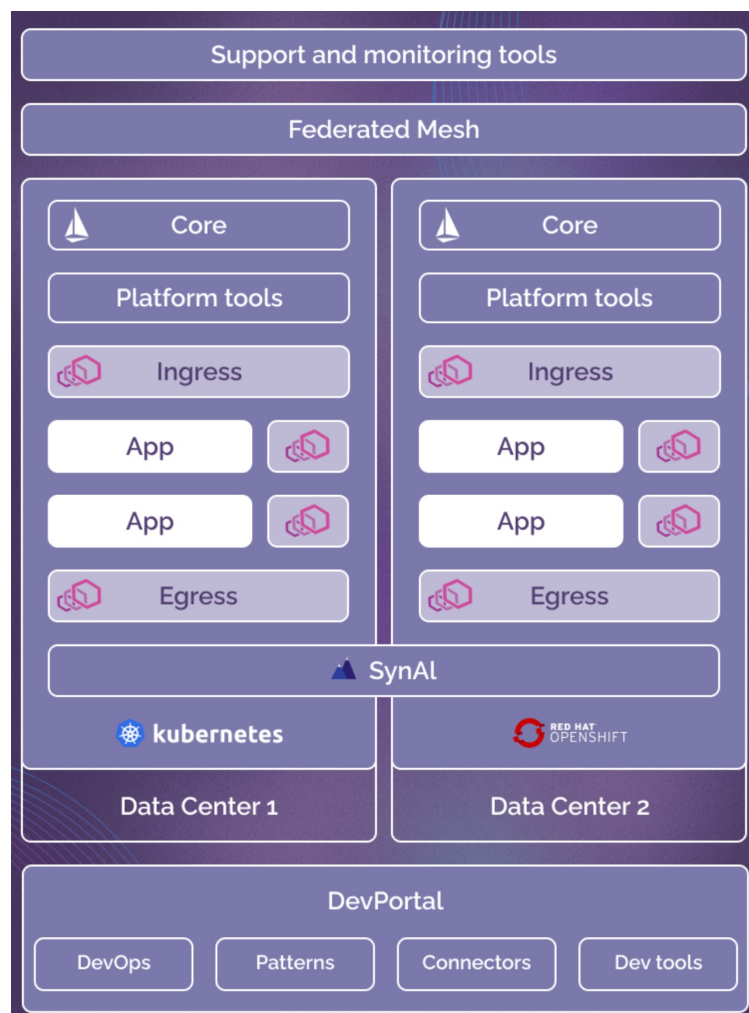 Support and monitoring tools
Federated Mesh
Core
Platform tools
Ingress
App
App
Egress
Core
Platform tools
Ingress
App
App
Egress
SynAl
kubernetes
RED HAT
OPENSHIFT
Data Center 1
Data Center 2
DevPortal
DevOps
Patterns
Connectors
Dev tools